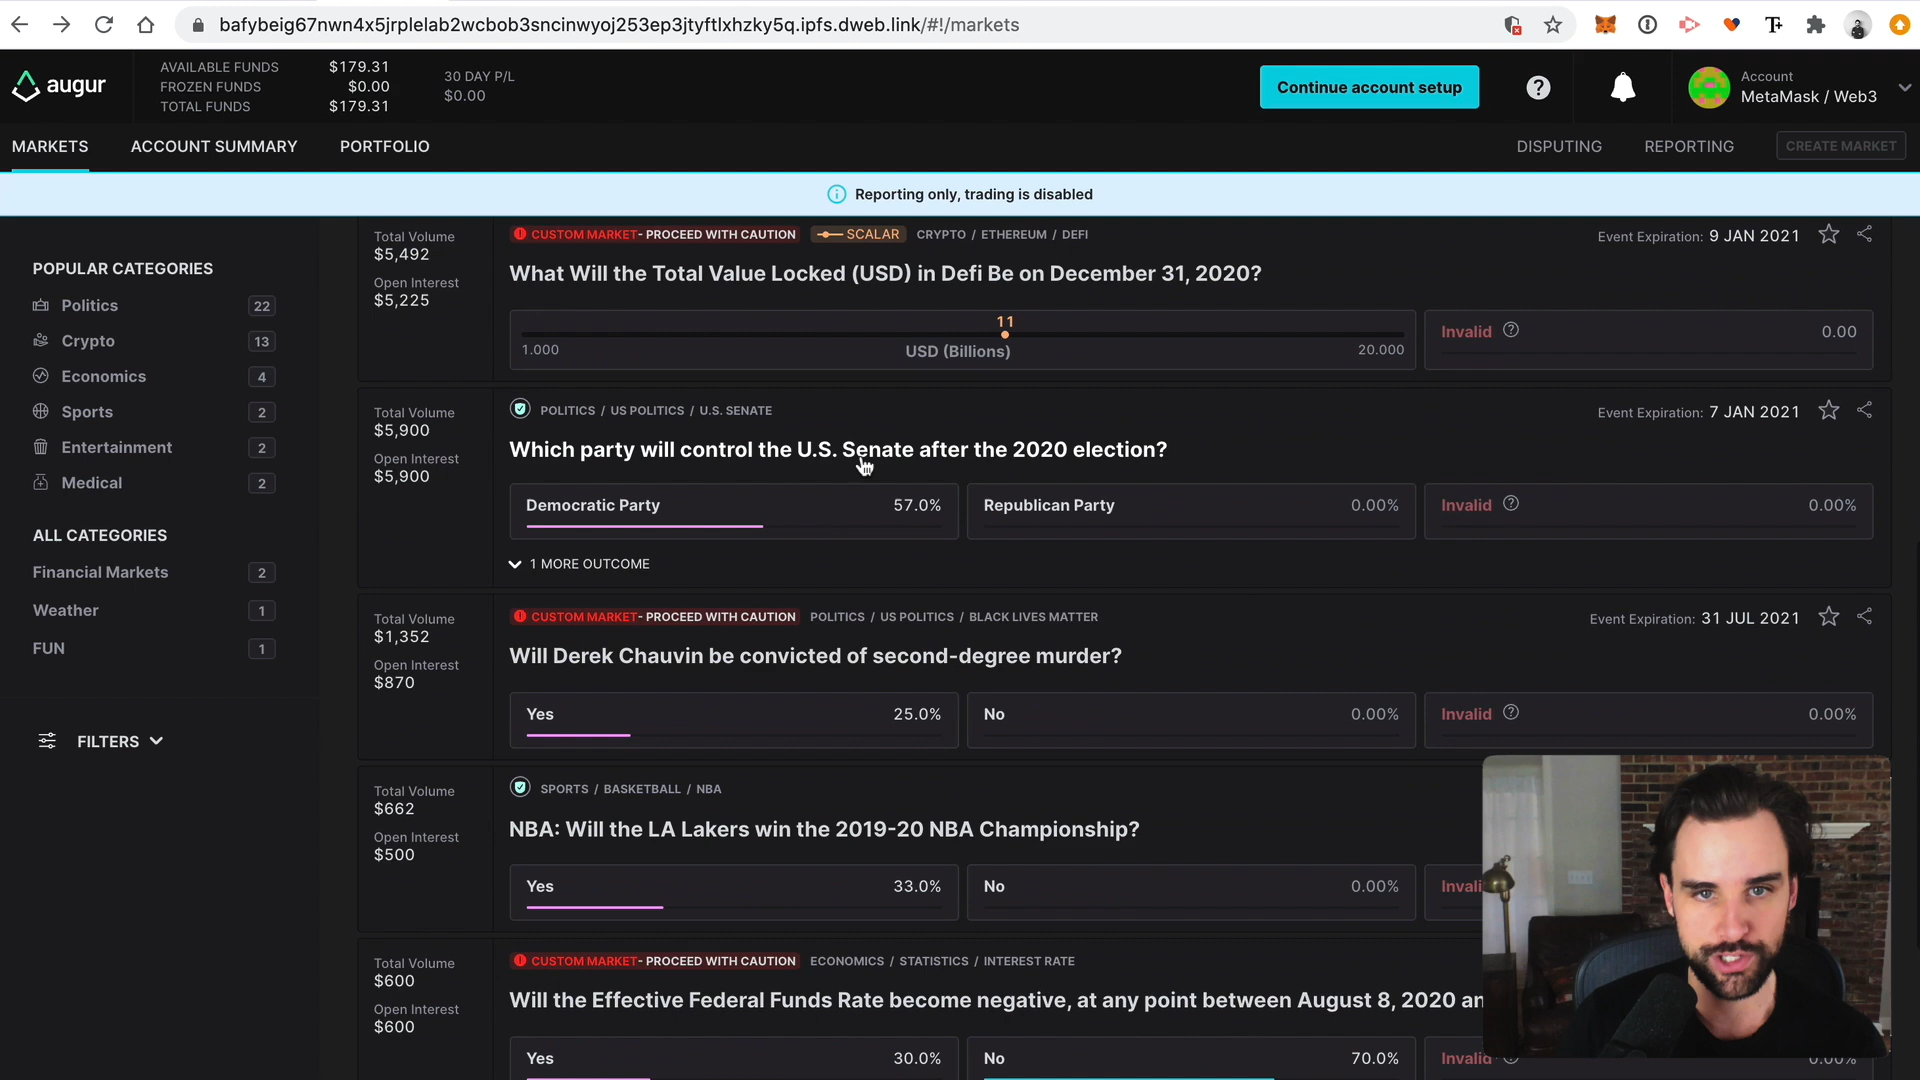 bafybeig67nwn4x5jrplelab2wcbob3sncinwyoj253ep3jtyftlxhzky5q.ipfs.dweb.link/#!/markets
augur
AVAILABLE FUNDS $179.31
FROZEN FUNDS $0.00
TOTAL FUNDS $179.31
30 DAY P/L
$0.00
Continue account setup
Account
MetaMask / Web3
MARKETS ACCOUNT SUMMARY PORTFOLIO DISPUTING REPORTING CREATE MARKET
Reporting only, trading is disabled
POPULAR CATEGORIES
Politics 22
Crypto 13
Economics 4
Sports 2
Entertainment 2
Medical 2
ALL CATEGORIES
Financial Markets 2
Weather 1
FUN 1
FILTERS
Total Volume
$5,492
Open Interest
$5,225
CUSTOM MARKET- PROCEED WITH CAUTION SCALAR CRYPTO / ETHEREUM / DEFI
Event Expiration: 9 JAN 2021
What Will the Total Value Locked (USD) in Defi Be on December 31, 2020?
11
1.000 USD (Billions) 20.000
Invalid 0.00
Total Volume
$5,900
Open Interest
$5,900
POLITICS / US POLITICS / U.S. SENATE
Event Expiration: 7 JAN 2021
Which party will control the U.S. Senate after the 2020 election?
Democratic Party 57.0%
Republican Party 0.00%
Invalid 0.00%
1 MORE OUTCOME
Total Volume
$1,352
Open Interest
$870
CUSTOM MARKET- PROCEED WITH CAUTION POLITICS / US POLITICS / BLACK LIVES MATTER
Event Expiration: 31 JUL 2021
Will Derek Chauvin be convicted of second-degree murder?
Yes 25.0%
No 0.00%
Invalid 0.00%
Total Volume
$662
Open Interest
$500
SPORTS / BASKETBALL / NBA
NBA: Will the LA Lakers win the 2019-20 NBA Championship?
Yes 33.0%
No 0.00%
Invali
Total Volume
$600
Open Interest
$600
CUSTOM MARKET- PROCEED WITH CAUTION ECONOMICS / STATISTICS / INTEREST RATE
Will the Effective Federal Funds Rate become negative, at any point between August 8, 2020 an
Yes 30.0%
No 70.0%
Invalid 0.00%